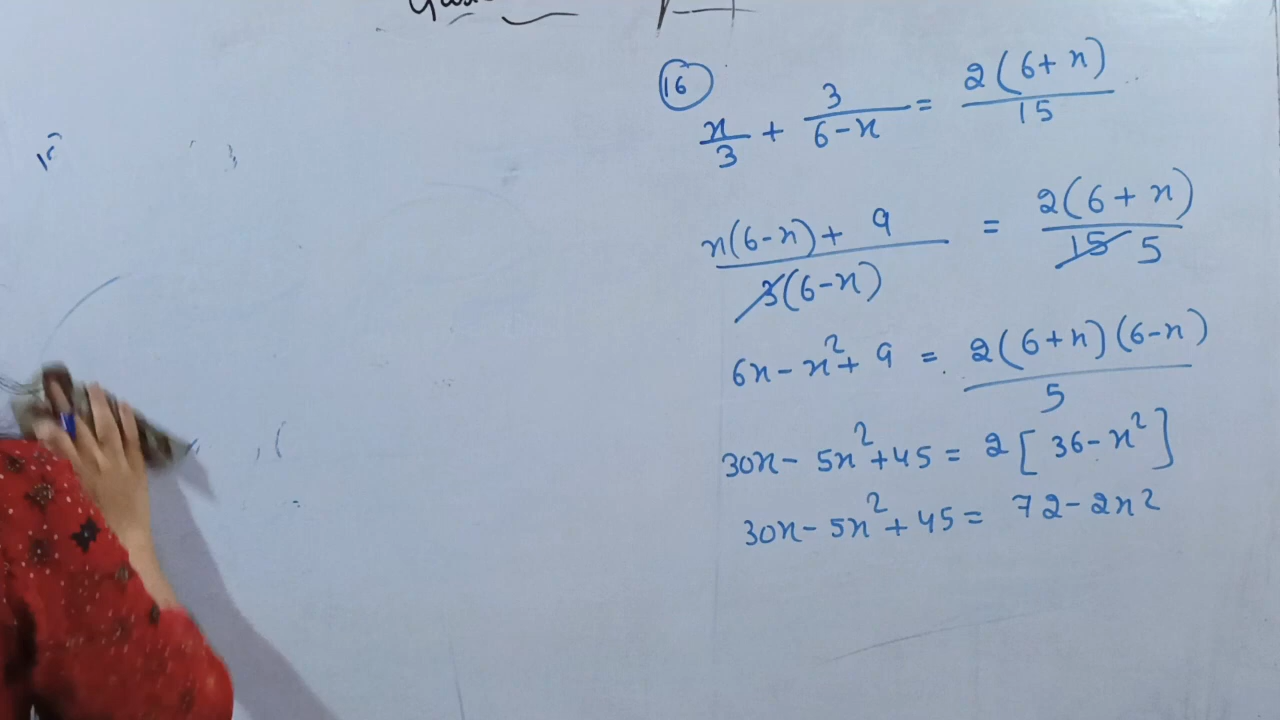 16
x/3 + 3/(6-x) = 2(6+x)/15
(x(6-x) + 9)/(3(6-x)) = 2(6+x)/15 5
6x - x² + 9 = 2(6+x)(6-x)/5
30x - 5x² + 45 = 2[36-x²]
30x - 5x² + 45 = 72 - 2x²